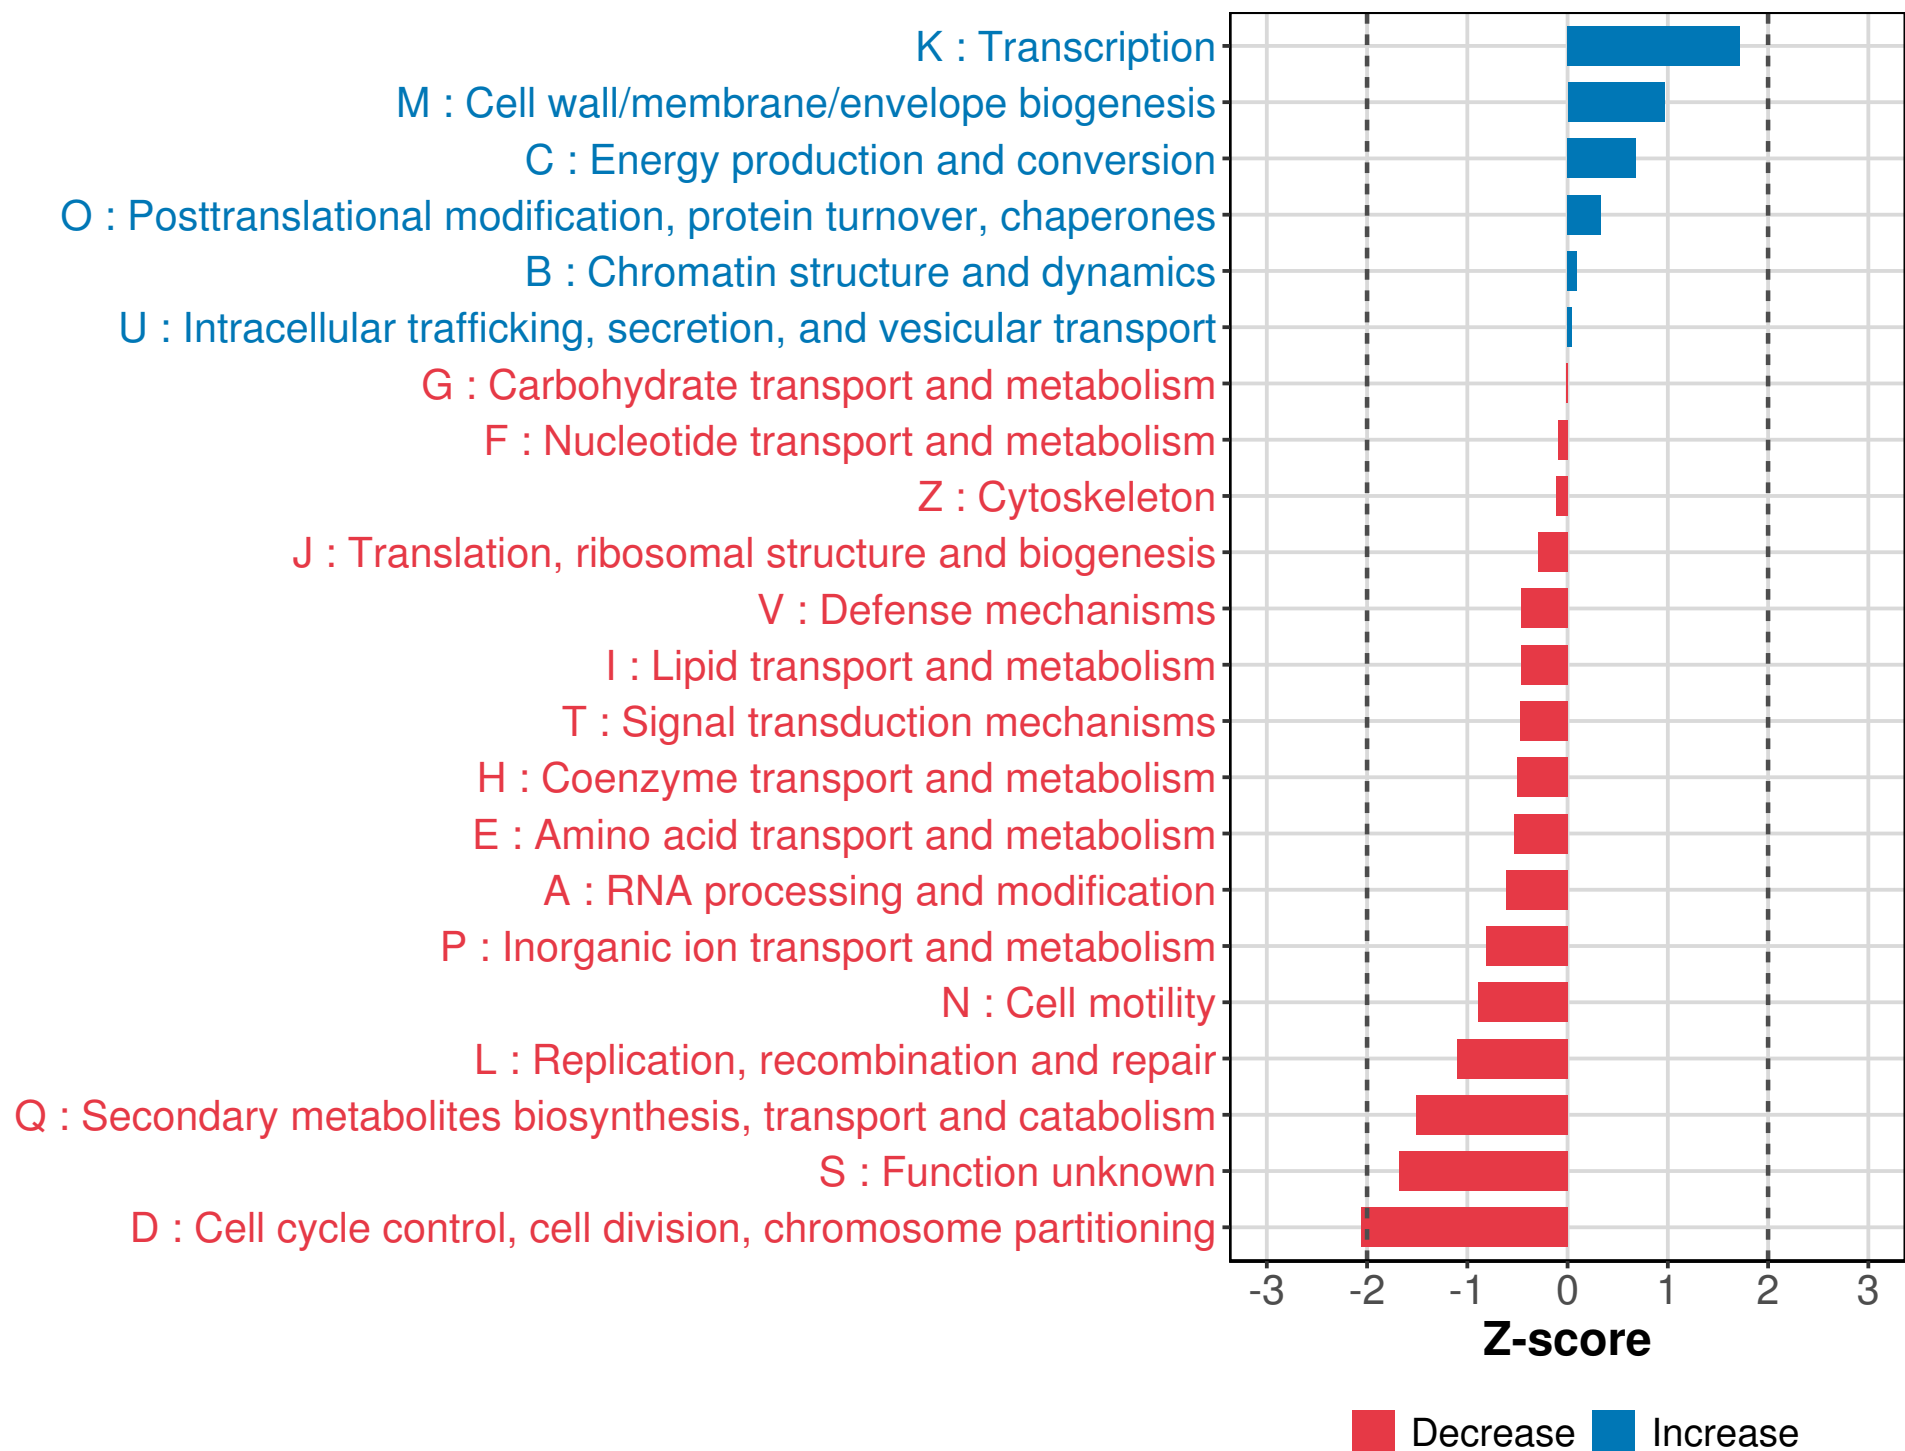 K : Transcription
M : Cell wall/membrane/envelope biogenesis
C : Energy production and conversion
O : Posttranslational modification, protein turnover, chaperones
B : Chromatin structure and dynamics
U : Intracellular trafficking, secretion, and vesicular transport
G : Carbohydrate transport and metabolism
F : Nucleotide transport and metabolism
Z : Cytoskeleton
J : Translation, ribosomal structure and biogenesis
V : Defense mechanisms
I : Lipid transport and metabolism
T : Signal transduction mechanisms
H : Coenzyme transport and metabolism
E : Amino acid transport and metabolism
A : RNA processing and modification
P : Inorganic ion transport and metabolism
N : Cell motility
L : Replication, recombination and repair
Q : Secondary metabolites biosynthesis, transport and catabolism
S : Function unknown
D : Cell cycle control, cell division, chromosome partitioning
-3 -2 -1 0 1 2 3
Z-score
Decrease Increase